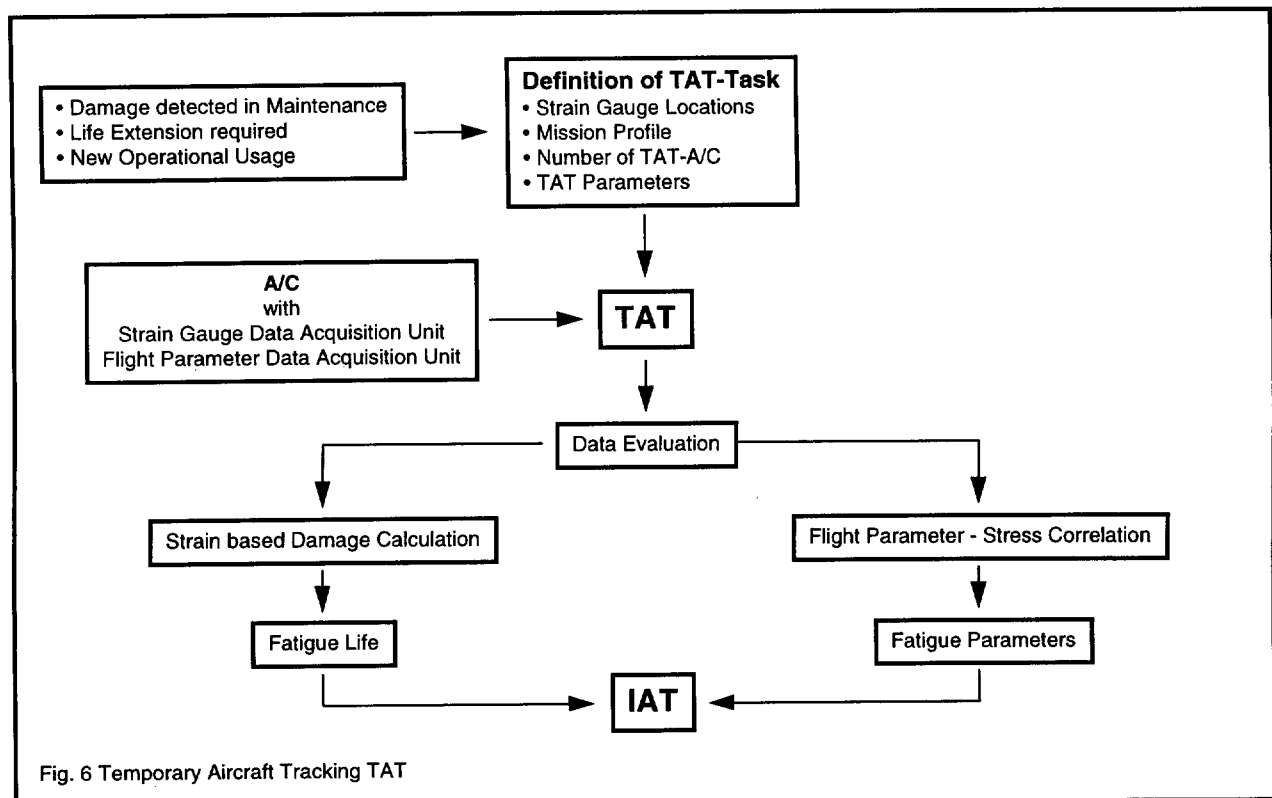 • Damage detected in Maintenance
• Life Extension required
• New Operational Usage
Definition of TAT-Task
• Strain Gauge Locations
• Mission Profile
• Number of TAT-A/C
• TAT Parameters
A/C
with
Strain Gauge Data Acquisition Unit
Flight Parameter Data Acquisition Unit
TAT
Data Evaluation
Strain based Damage Calculation
Flight Parameter - Stress Correlation
Fatigue Life
Fatigue Parameters
IAT
Fig. 6 Temporary Aircraft Tracking TAT